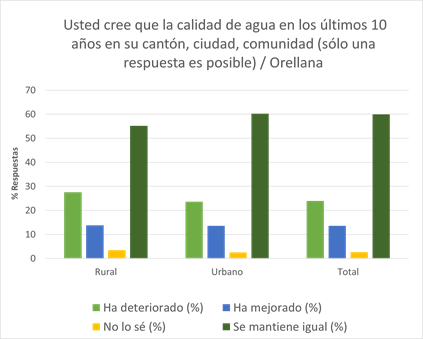 Usted cree que la calidad de agua en los últimos 10
años en su cantón, ciudad, comunidad (sólo una
respuesta es posible) / Orellana
% Respuestas
70
60
50
40
30
20
10
0
Rural
Urbano
Total
Ha deteriorado (%)
Ha mejorado (%)
No lo sé (%)
Se mantiene igual (%)